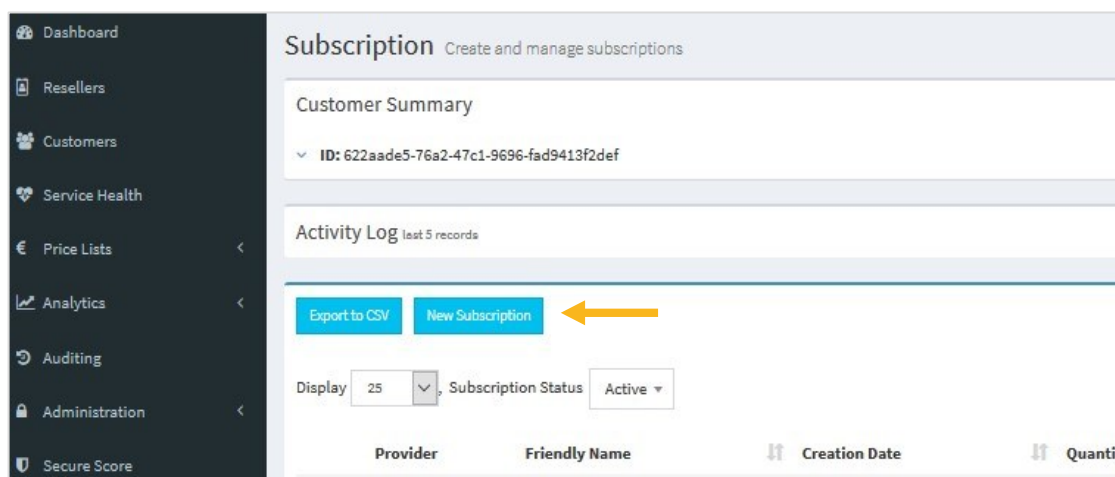 Dashboard
Resellers
Customers
Service Health
€ Price Lists
Analytics
Auditing
Administration
Secure Score
Subscription Create and manage subscriptions
Customer Summary
ID: 622aade5-76a2-47c1-9696-fad9413f2def
Activity Log last 5 records
Export to CSV New Subscription
Display 25 , Subscription Status Active
Provider Friendly Name Creation Date Quanti